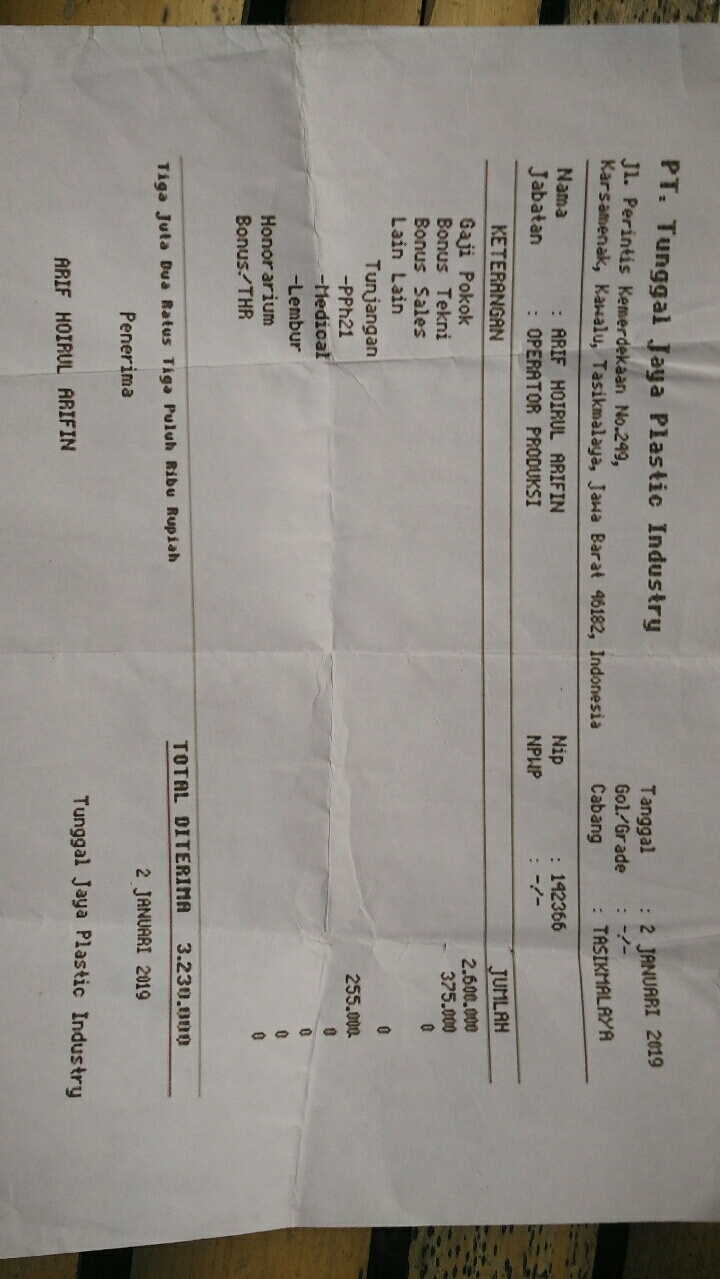 PT. Tunggal Jaya Plastic Industry
Jl. Perintis Kemerdekaan No.249,
Karsamenak, Kawalu, Tasikmalaya, Jawa Barat 46182, Indonesia
Tanggal : 2 JANUARI 2019
Gol./Grade : -/-
Cabang : TASIKMALAYA
Nama : ARIF HOIRUL ARIFIN Nip : 192366
Jabatan : OPERATOR PRODUKSI NPWP : -/-
KETERANGAN JUMLAH
Gaji Pokok 2.600.000
Bonus Tekni 375.000
Bonus Sales 0
Lain Lain
Tunjangan 0
-PPh21 255.000
-Medical 0
-Lembur 0
Honorarium 0
Bonus/THR 0
TOTAL DITERIMA 3.230.000
Tiga Juta Dua Ratus Tiga Puluh Ribu Rupiah
2 JANUARI 2019
Penerima
Tunggal Jaya Plastic Industry
ARIF HOIRUL ARIFIN